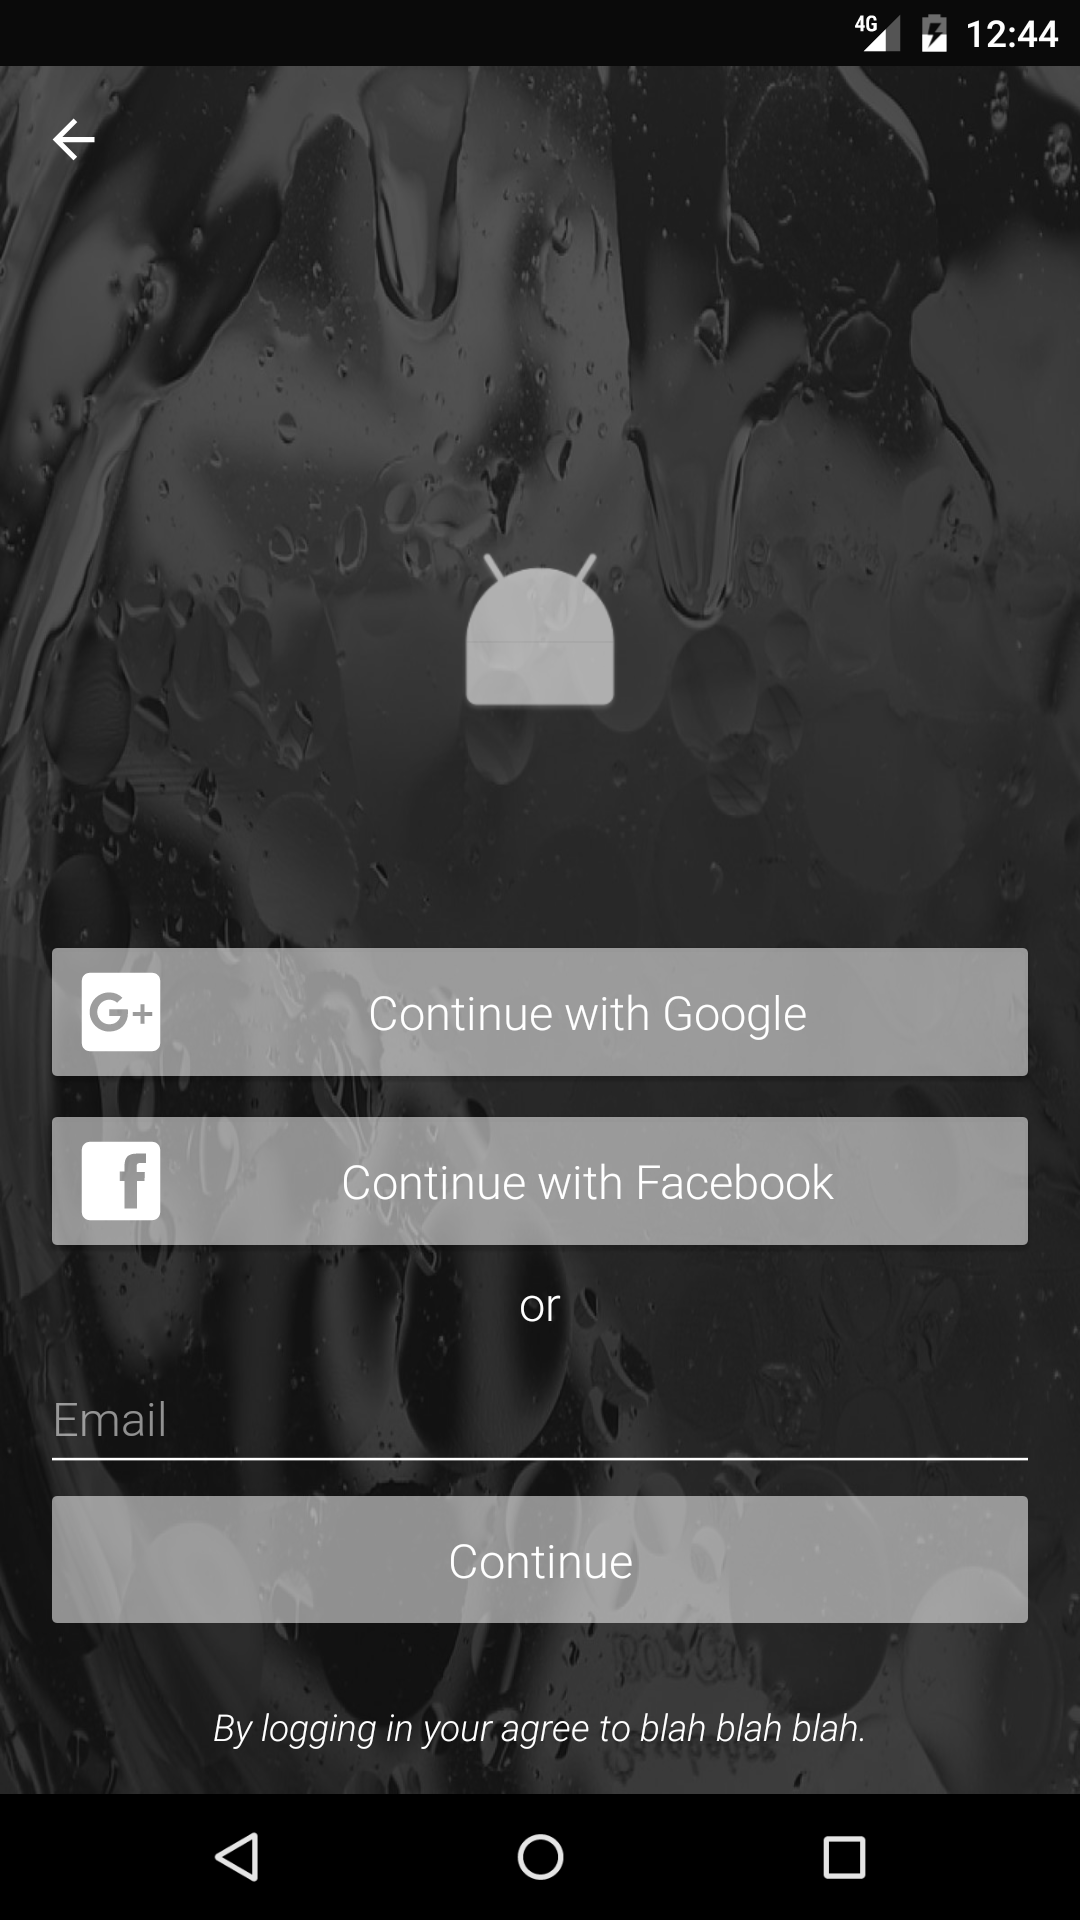 4G 12:44
G+ Continue with Google
f Continue with Facebook
or
Email
Continue
By logging in your agree to blah blah blah.